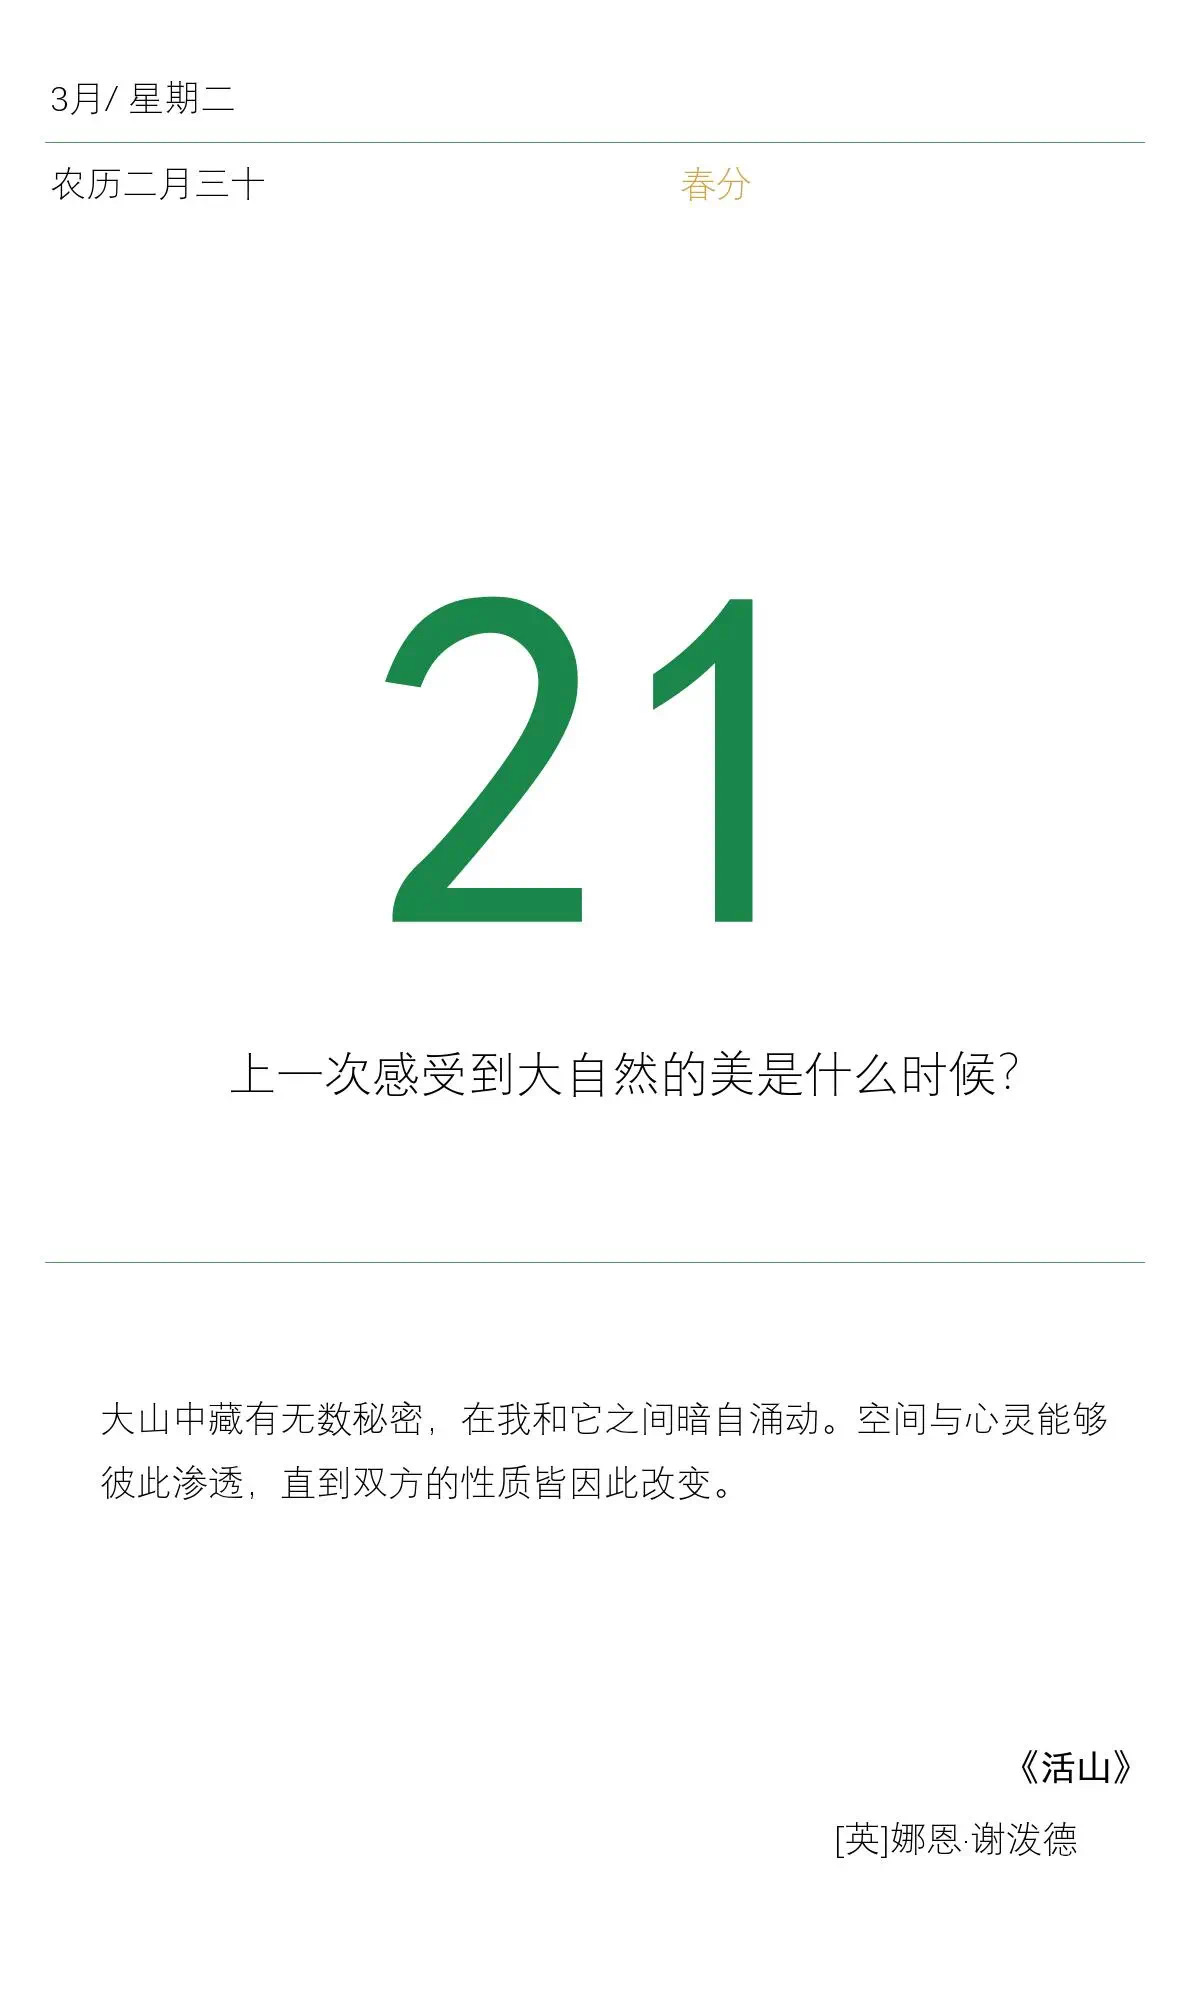 3月/ 星期二
农历二月三十 春分
21
上一次感受到大自然的美是什么时候？
大山中藏有无数秘密，在我和它之间暗自涌动。空间与心灵能够
彼此渗透，直到双方的性质皆因此改变。
《活山》
[英]娜恩·谢泼德